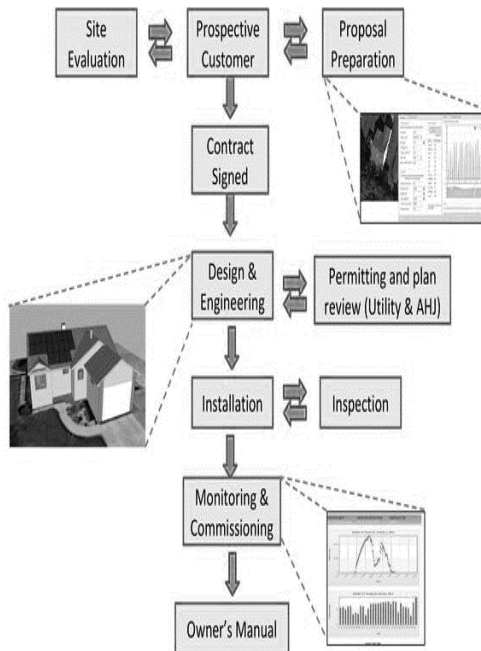 Site
Evaluation
Prospective
Customer
Proposal
Preparation
Contract
Signed
Design &
Engineering
Permitting and plan
review (Utility & AHJ)
Installation
Inspection
Monitoring &
Commissioning
Owner's Manual